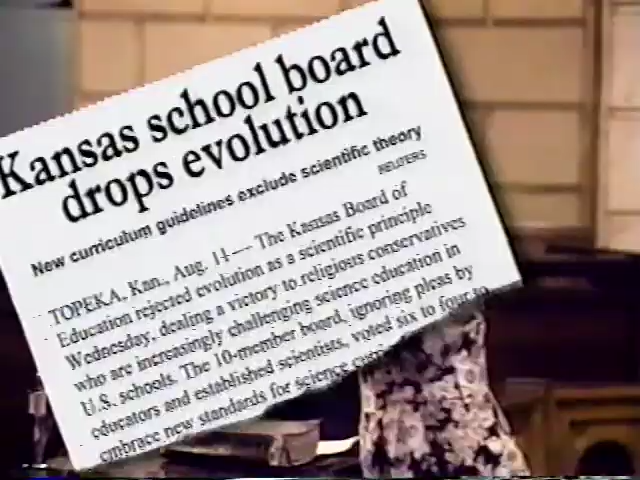 Kansas school board
drops evolution
New curriculum guidelines exclude scientific theory
REUTERS
TOPEKA, Kan., Aug. 11— The Kansas Board of
Education rejected evolution as a scientific principle
Wednesday, dealing a victory to religious conservatives
who are increasingly challenging science education in
U.S. schools. The 10-member board, ignoring pleas by
educators and established scientists, voted six to four to
embrace new standards for science